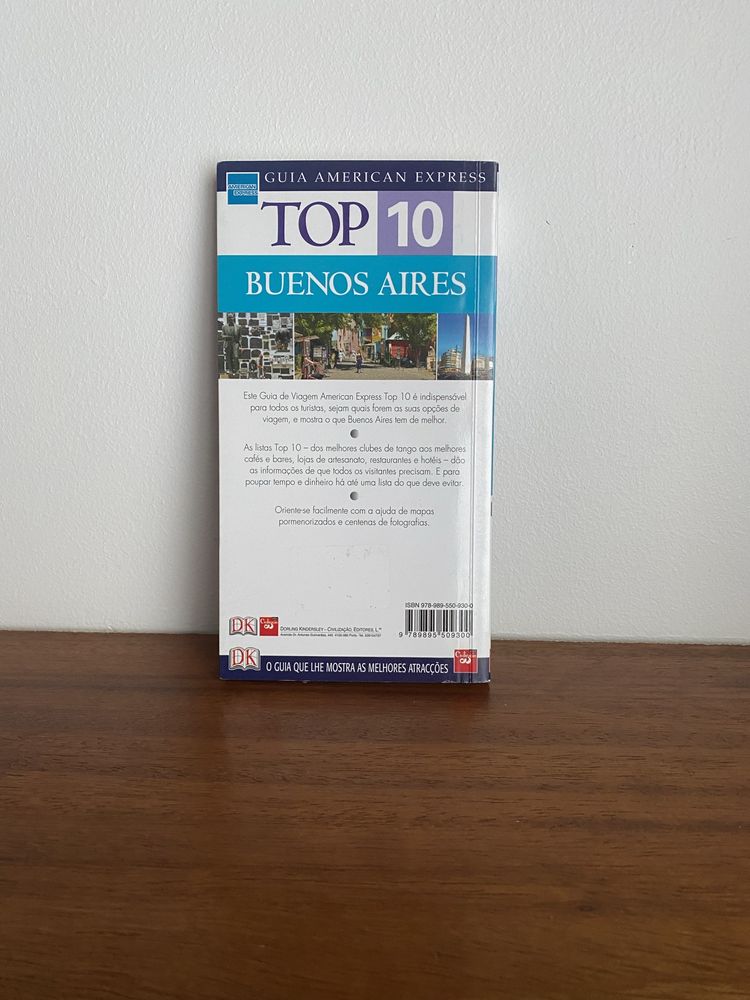 GUIA AMERICAN EXPRESS
AMERICAN
EXPRESS
TOP 10
BUENOS AIRES
Este Guia de Viagem American Express Top 10 é indispensável
para todos os turistas, sejam quais forem as suas opções de
viagem, e mostra o que Buenos Aires tem de melhor.
As listas Top 10 – dos melhores clubes de tango aos melhores
cafés e bares, lojas de artesanato, restaurantes e hotéis – dão
as informações de que todos os visitantes precisam. E para
poupar tempo e dinheiro há até uma lista do que deve evitar.
Oriente-se facilmente com a ajuda de mapas
pormenorizados e centenas de fotografias.
ISBN 978-989-550-930-0
9 789895 509300
DK
DORLING KINDERSLEY - CIVILIZAÇÃO, EDITORES, L.DA
DK
O GUIA QUE LHE MOSTRA AS MELHORES ATRACÇÕES